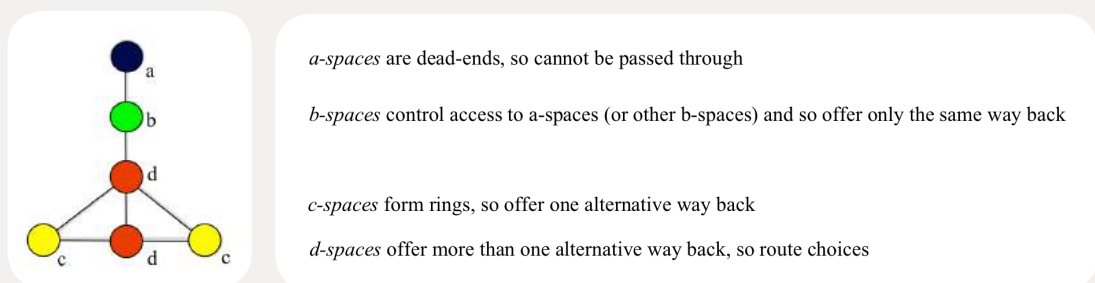 a
b
d
c
d
c
a-spaces are dead-ends, so cannot be passed through
b-spaces control access to a-spaces (or other b-spaces) and so offer only the same way back
c-spaces form rings, so offer one alternative way back
d-spaces offer more than one alternative way back, so route choices